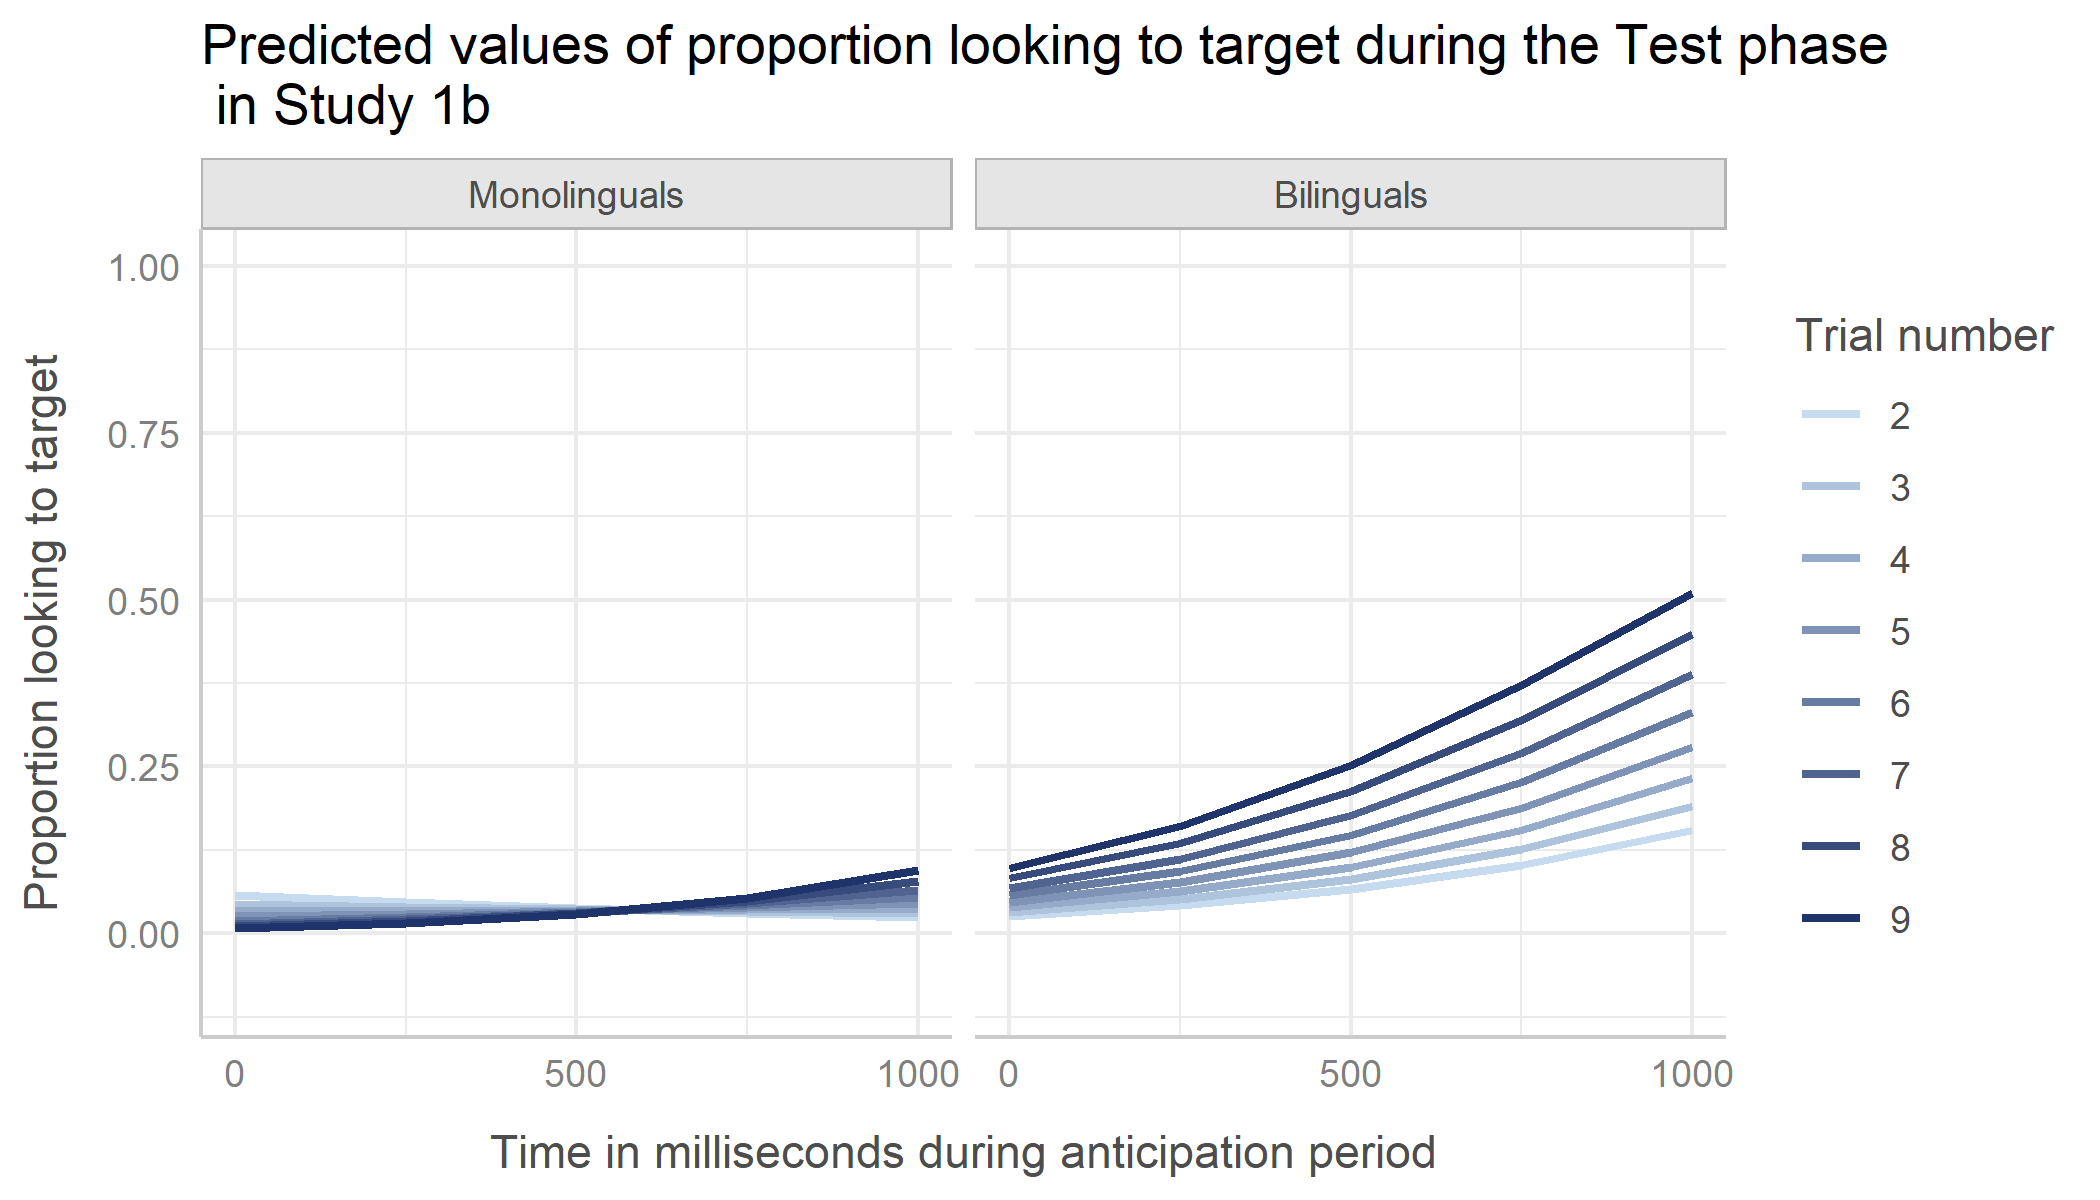 Predicted values of proportion looking to target during the Test phase
in Study 1b
Monolinguals
Bilinguals
1.00
0.75
0.50
0.25
0.00
Proportion looking to target
0
500
1000
0
500
1000
Time in milliseconds during anticipation period
Trial number
2
3
4
5
6
7
8
9